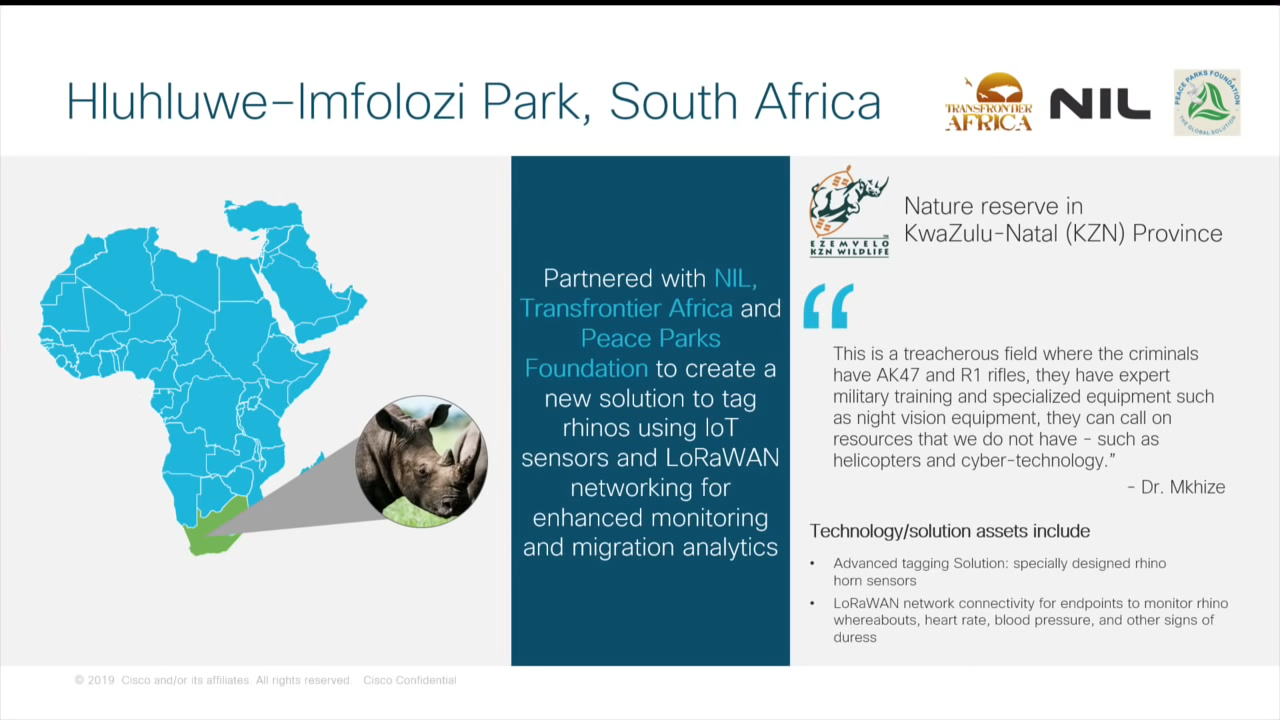 Hluhluwe-Imfolozi Park, South Africa
TRANSFRONTIER
AFRICA
NIL
PEACE PARKS FOUNDATION
THE GLOBAL SOLUTION
Partnered with NIL,
Transfrontier Africa and
Peace Parks
Foundation to create a
new solution to tag
rhinos using IoT
sensors and LoRaWAN
networking for
enhanced monitoring
and migration analytics
EZEMVELO
KZN WILDLIFE
Nature reserve in
KwaZulu-Natal (KZN) Province
“
This is a treacherous field where the criminals
have AK47 and R1 rifles, they have expert
military training and specialized equipment such
as night vision equipment, they can call on
resources that we do not have - such as
helicopters and cyber-technology.”
- Dr. Mkhize
Technology/solution assets include
• Advanced tagging Solution: specially designed rhino
horn sensors
• LoRaWAN network connectivity for endpoints to monitor rhino
whereabouts, heart rate, blood pressure, and other signs of
duress
© 2019 Cisco and/or its affiliates. All rights reserved. Cisco Confidential